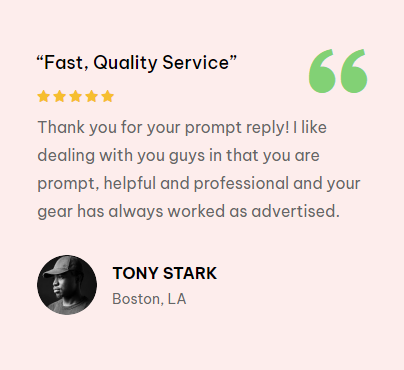 “Fast, Quality Service”
Thank you for your prompt reply! I like
dealing with you guys in that you are
prompt, helpful and professional and your
gear has always worked as advertised.
TONY STARK
Boston, LA